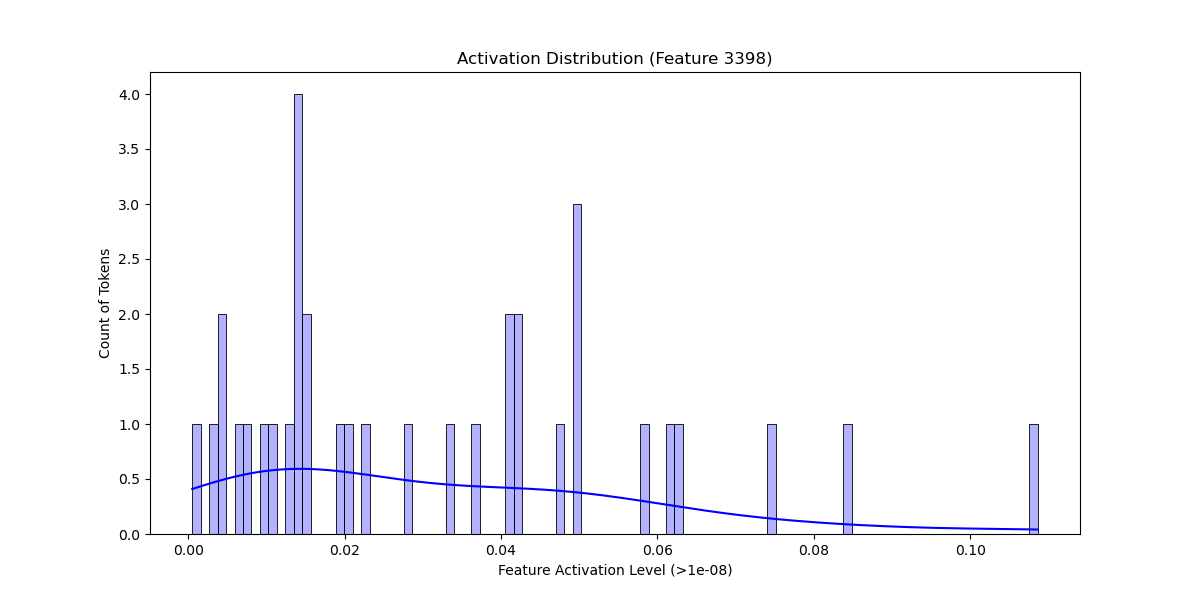 Activation Distribution (Feature 3398)
Count of Tokens
4.0
3.5
3.0
2.5
2.0
1.5
1.0
0.5
0.0
0.00 0.02 0.04 0.06 0.08 0.10
Feature Activation Level (>1e-08)